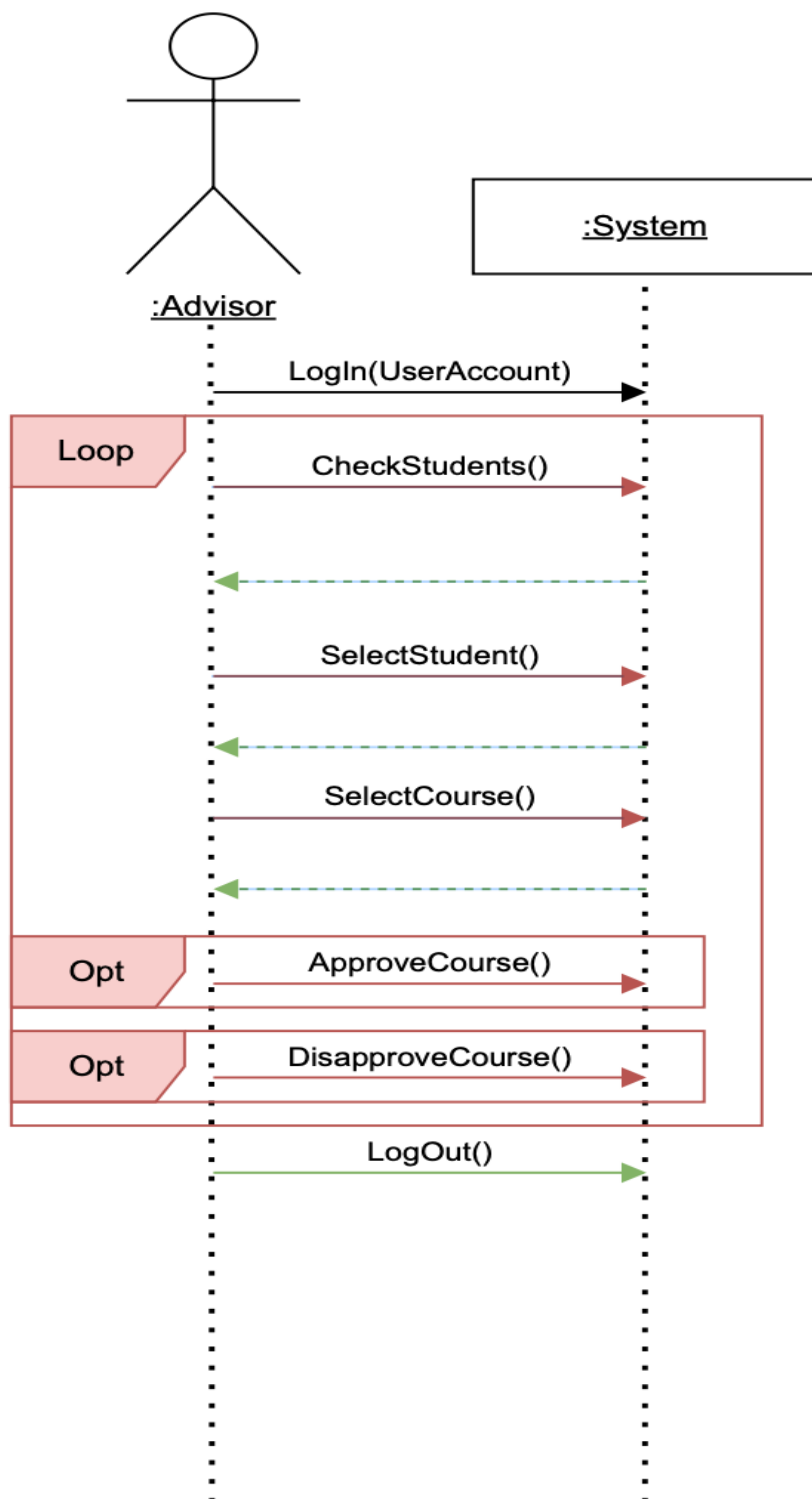 :System
:Advisor
LogIn(UserAccount)
Loop
CheckStudents()
SelectStudent()
SelectCourse()
Opt
ApproveCourse()
Opt
DisapproveCourse()
LogOut()